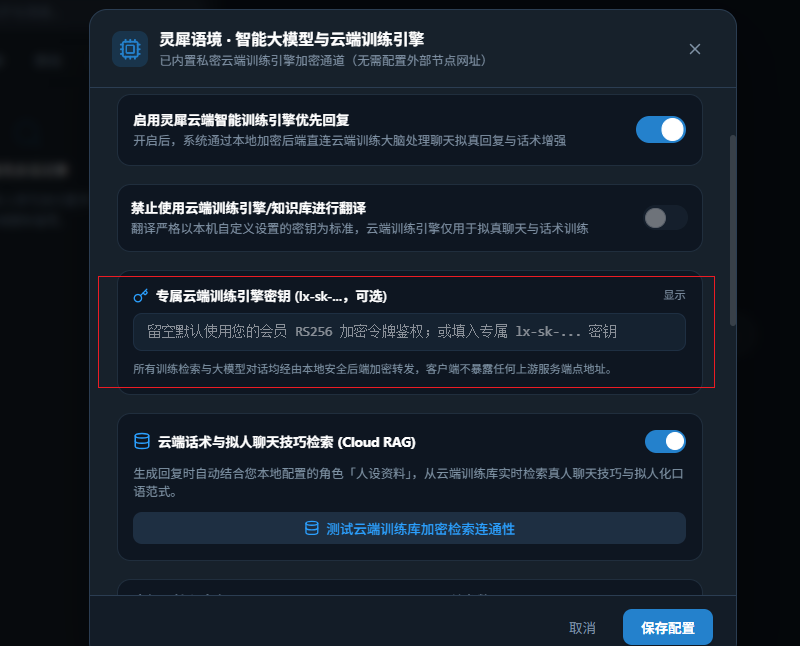 灵犀语境 · 智能大模型与云端训练引擎
已内置私密云端训练引擎加密通道（无需配置外部节点网址）
启用灵犀云端智能训练引擎优先回复
开启后，系统通过本地加密后端直连云端训练大脑处理聊天拟真回复与话术增强
禁止使用云端训练引擎/知识库进行翻译
翻译严格以本机自定义设置的密钥为标准，云端训练引擎仅用于拟真聊天与话术训练
专属云端训练引擎密钥 (lx-sk-...，可选)
显示
留空默认使用您的会员 RS256 加密令牌鉴权；或填入专属 lx-sk-... 密钥
所有训练检索与大模型对话均经由本地安全后端加密转发，客户端不暴露任何上游服务端点地址。
云端话术与拟人聊天技巧检索 (Cloud RAG)
生成回复时自动结合您本地配置的角色「人设资料」，从云端训练库实时检索真人聊天技巧与拟人化口
语范式。
测试云端训练库加密检索连通性
取消
保存配置